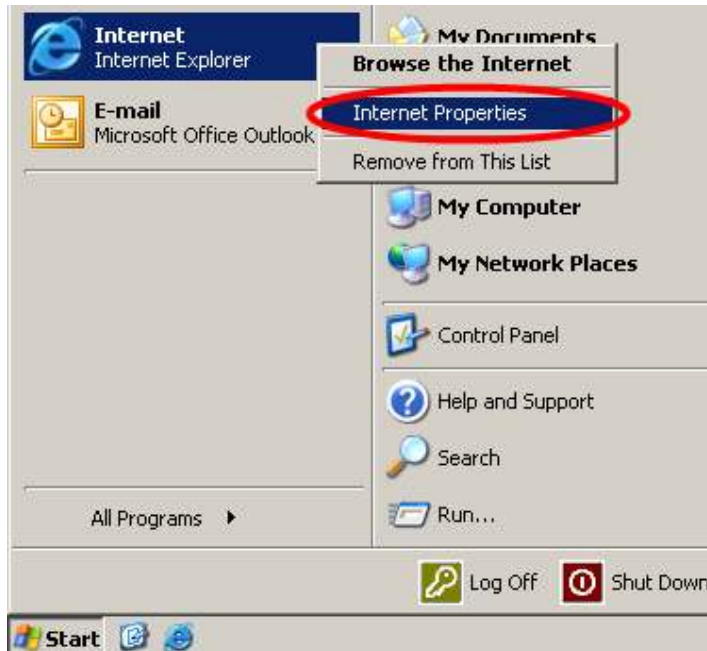 Internet
Internet Explorer
E-mail
Microsoft Office Outlook
My Documents
Browse the Internet
Internet Properties
Remove from This List
My Computer
My Network Places
Control Panel
Help and Support
Search
Run...
All Programs
Log Off
Shut Down
Start